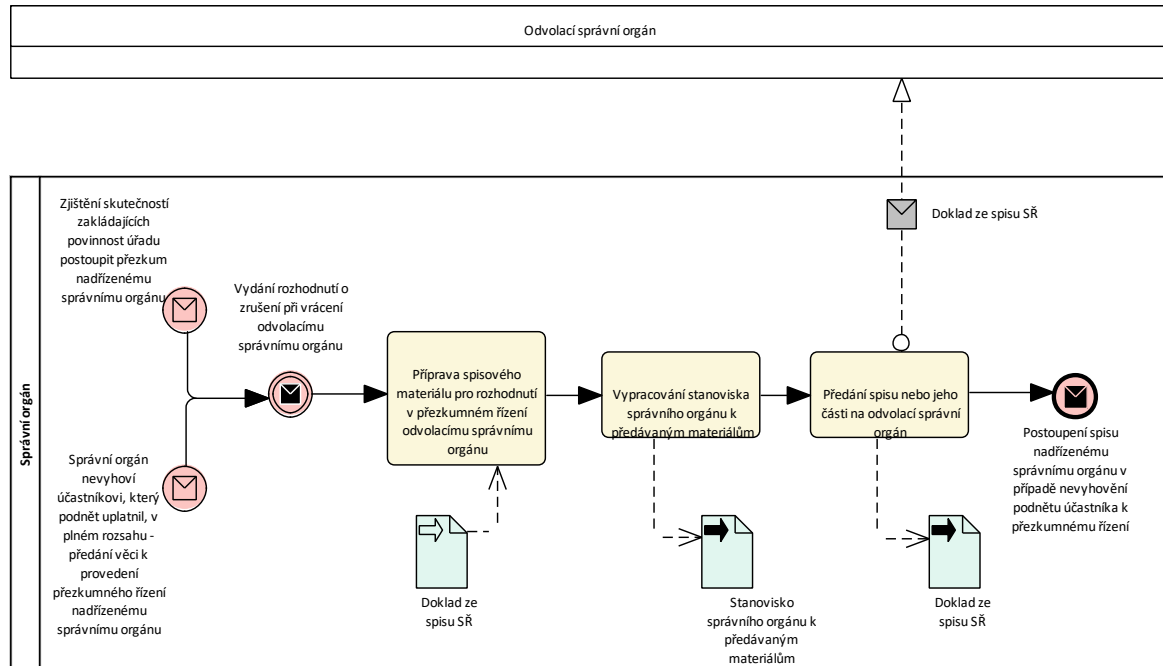 Odvolací správní orgán
Správní orgán
Zjištění skutečností
zakládajících
povinnost úřadu
postoupit přezkum
nadřízenému
správnímu orgánu
Správní orgán
nevyhoví
účastníkovi, který
podnět uplatnil, v
plném rozsahu -
předání věci k
provedení
přezkumného řízení
nadřízenému
správnímu orgánu
Vydání rozhodnutí o
zrušení při vrácení
odvolacímu
správnímu orgánu
Příprava spisového
materiálu pro rozhodnutí
v přezkumném řízení
odvolacímu správnímu
orgánu
Doklad ze
spisu SŘ
Vypracování stanoviska
správního orgánu k
předávaným materiálům
Stanovisko
správního orgánu k
předávaným
materiálům
Předání spisu nebo jeho
části na odvolací správní
orgán
Doklad ze spisu SŘ
Doklad ze
spisu SŘ
Postoupení spisu
nadřízenému
správnímu orgánu v
případě nevyhovění
podnětu účastníka k
přezkumnému řízení